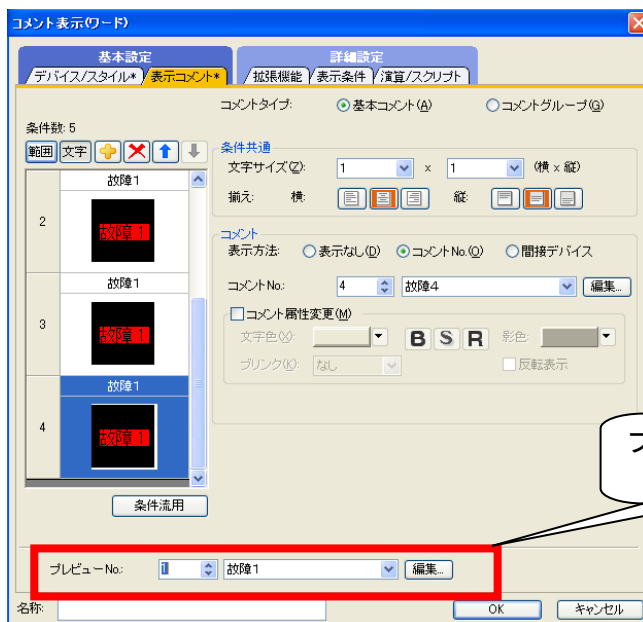 コメント表示(ワード)
基本設定
詳細設定
デバイス/スタイル*
表示コメント*
拡張機能
表示条件
演算/スクリプト
コメントタイプ:
基本コメント(A)
コメントグループ(G)
条件数: 5
範囲
文字
条件共通
文字サイズ(Z):
1
x
1
(横 x 縦)
揃え:
横:
縦:
故障1
2
故障 1
故障1
3
故障 1
故障1
4
故障 1
コメント
表示方法:
表示なし(D)
コメントNo.(O)
間接デバイス
コメントNo.:
4
故障4
編集...
コメント属性変更(M)
文字色(X):
B
S
R
影色:
ブリンク(K):
なし
反転表示
条件流用
プレビューNo.:
1
故障1
編集...
名称:
OK
キャンセル